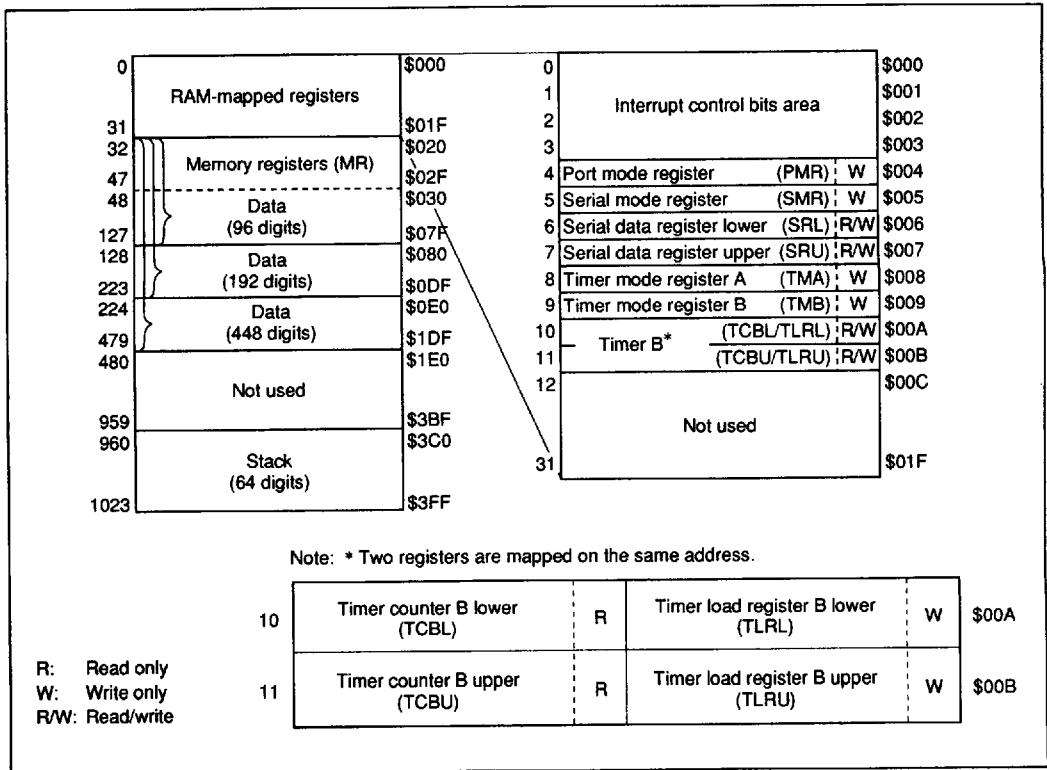 0 $000
RAM-mapped registers
31 $01F
32 $020
Memory registers (MR)
47 $02F
48 $030
Data
(96 digits)
127 $07F
128 $080
Data
(192 digits)
223 $0DF
224 $0E0
Data
(448 digits)
479 $1DF
480 $1E0
Not used
959 $3BF
960 $3C0
Stack
(64 digits)
1023 $3FF
0 $000
1 $001
Interrupt control bits area
2 $002
3 $003
4 Port mode register (PMR) W $004
5 Serial mode register (SMR) W $005
6 Serial data register lower (SRL) R/W $006
7 Serial data register upper (SRU) R/W $007
8 Timer mode register A (TMA) W $008
9 Timer mode register B (TMB) W $009
10 (TCBL/TLRL) R/W $00A
Timer B*
11 (TCBU/TLRU) R/W $00B
12 $00C
Not used
31 $01F
Note: * Two registers are mapped on the same address.
10 Timer counter B lower (TCBL) R Timer load register B lower (TLRL) W $00A
11 Timer counter B upper (TCBU) R Timer load register B upper (TLRU) W $00B
R: Read only
W: Write only
R/W: Read/write